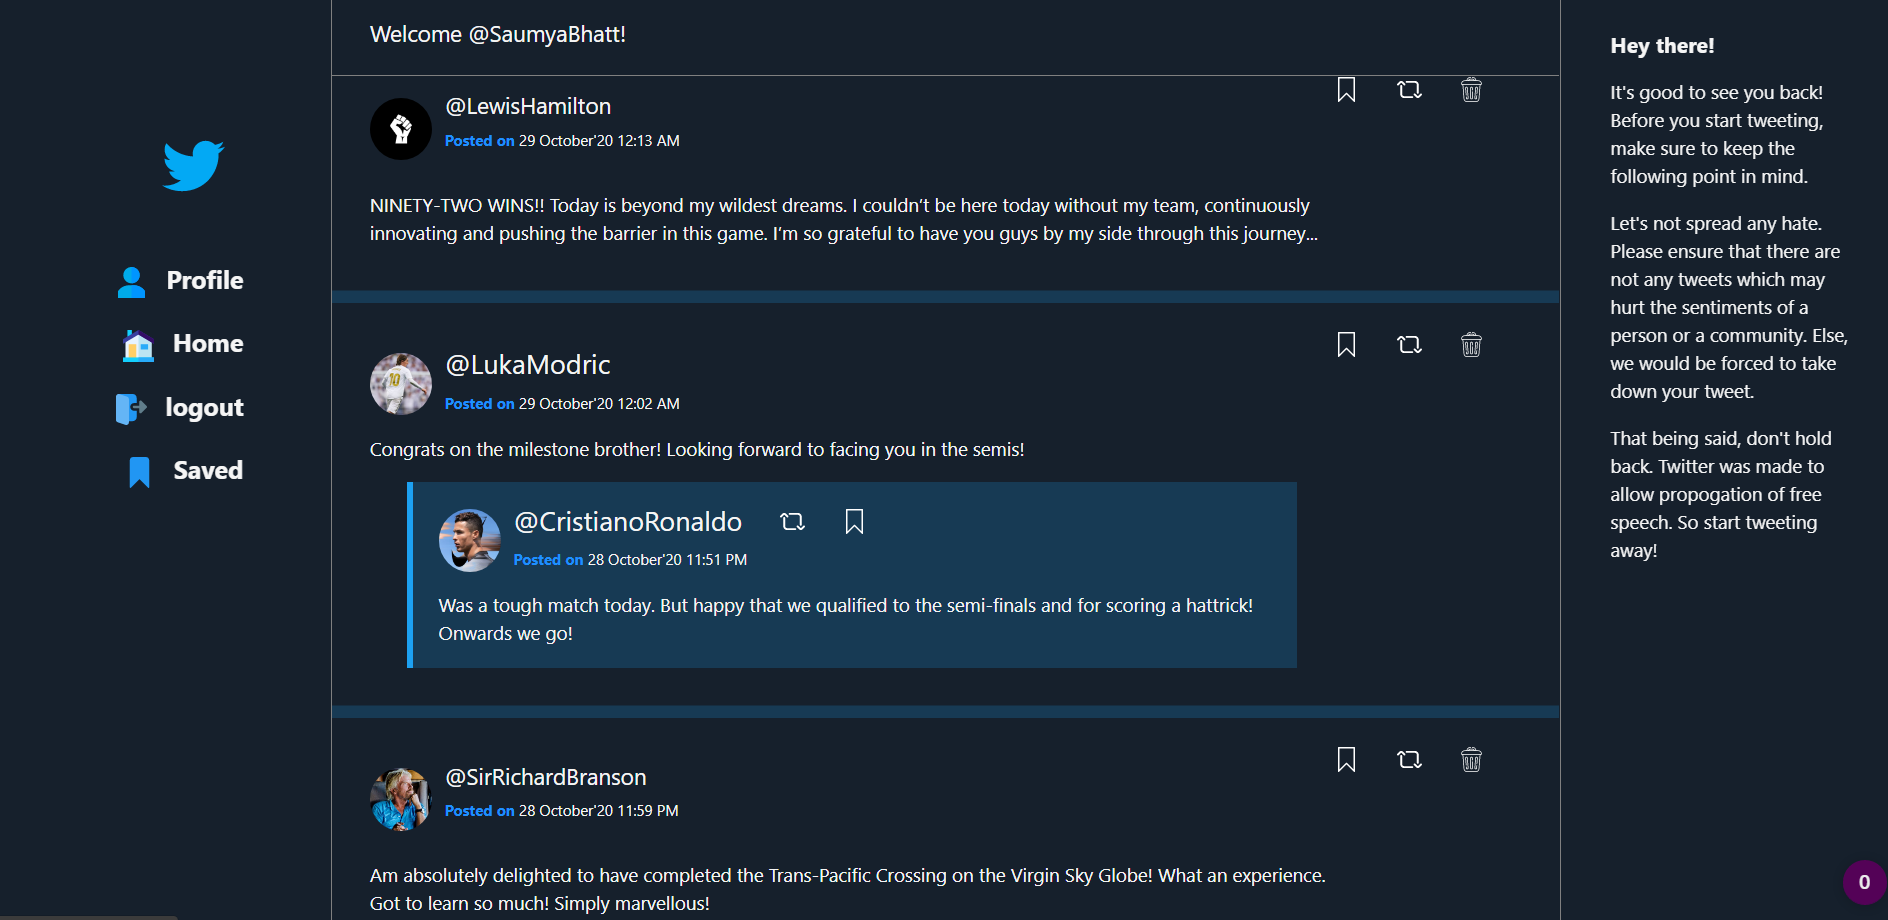 Welcome @SaumyaBhatt!
Profile
Home
logout
Saved
@LewisHamilton
Posted on 29 October'20 12:13 AM
NINETY-TWO WINS!! Today is beyond my wildest dreams. I couldn’t be here today without my team, continuously
innovating and pushing the barrier in this game. I’m so grateful to have you guys by my side through this journey...
@LukaModric
10
Posted on 29 October'20 12:02 AM
Congrats on the milestone brother! Looking forward to facing you in the semis!
@CristianoRonaldo
Posted on 28 October'20 11:51 PM
Was a tough match today. But happy that we qualified to the semi-finals and for scoring a hattrick!
Onwards we go!
@SirRichardBranson
Posted on 28 October'20 11:59 PM
Am absolutely delighted to have completed the Trans-Pacific Crossing on the Virgin Sky Globe! What an experience.
Got to learn so much! Simply marvellous!
Hey there!
It's good to see you back!
Before you start tweeting,
make sure to keep the
following point in mind.
Let's not spread any hate.
Please ensure that there are
not any tweets which may
hurt the sentiments of a
person or a community. Else,
we would be forced to take
down your tweet.
That being said, don't hold
back. Twitter was made to
allow propogation of free
speech. So start tweeting
away!
0